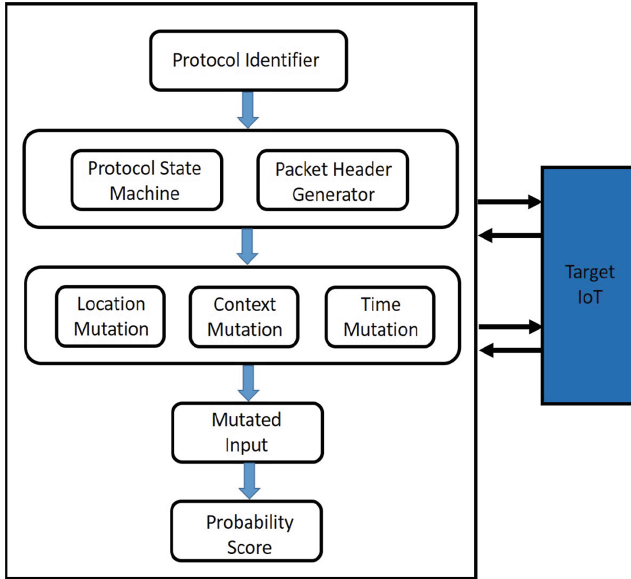 Protocol Identifier
Protocol State
Machine
Packet Header
Generator
Location
Mutation
Context
Mutation
Time
Mutation
Mutated
Input
Probability
Score
Target
IoT